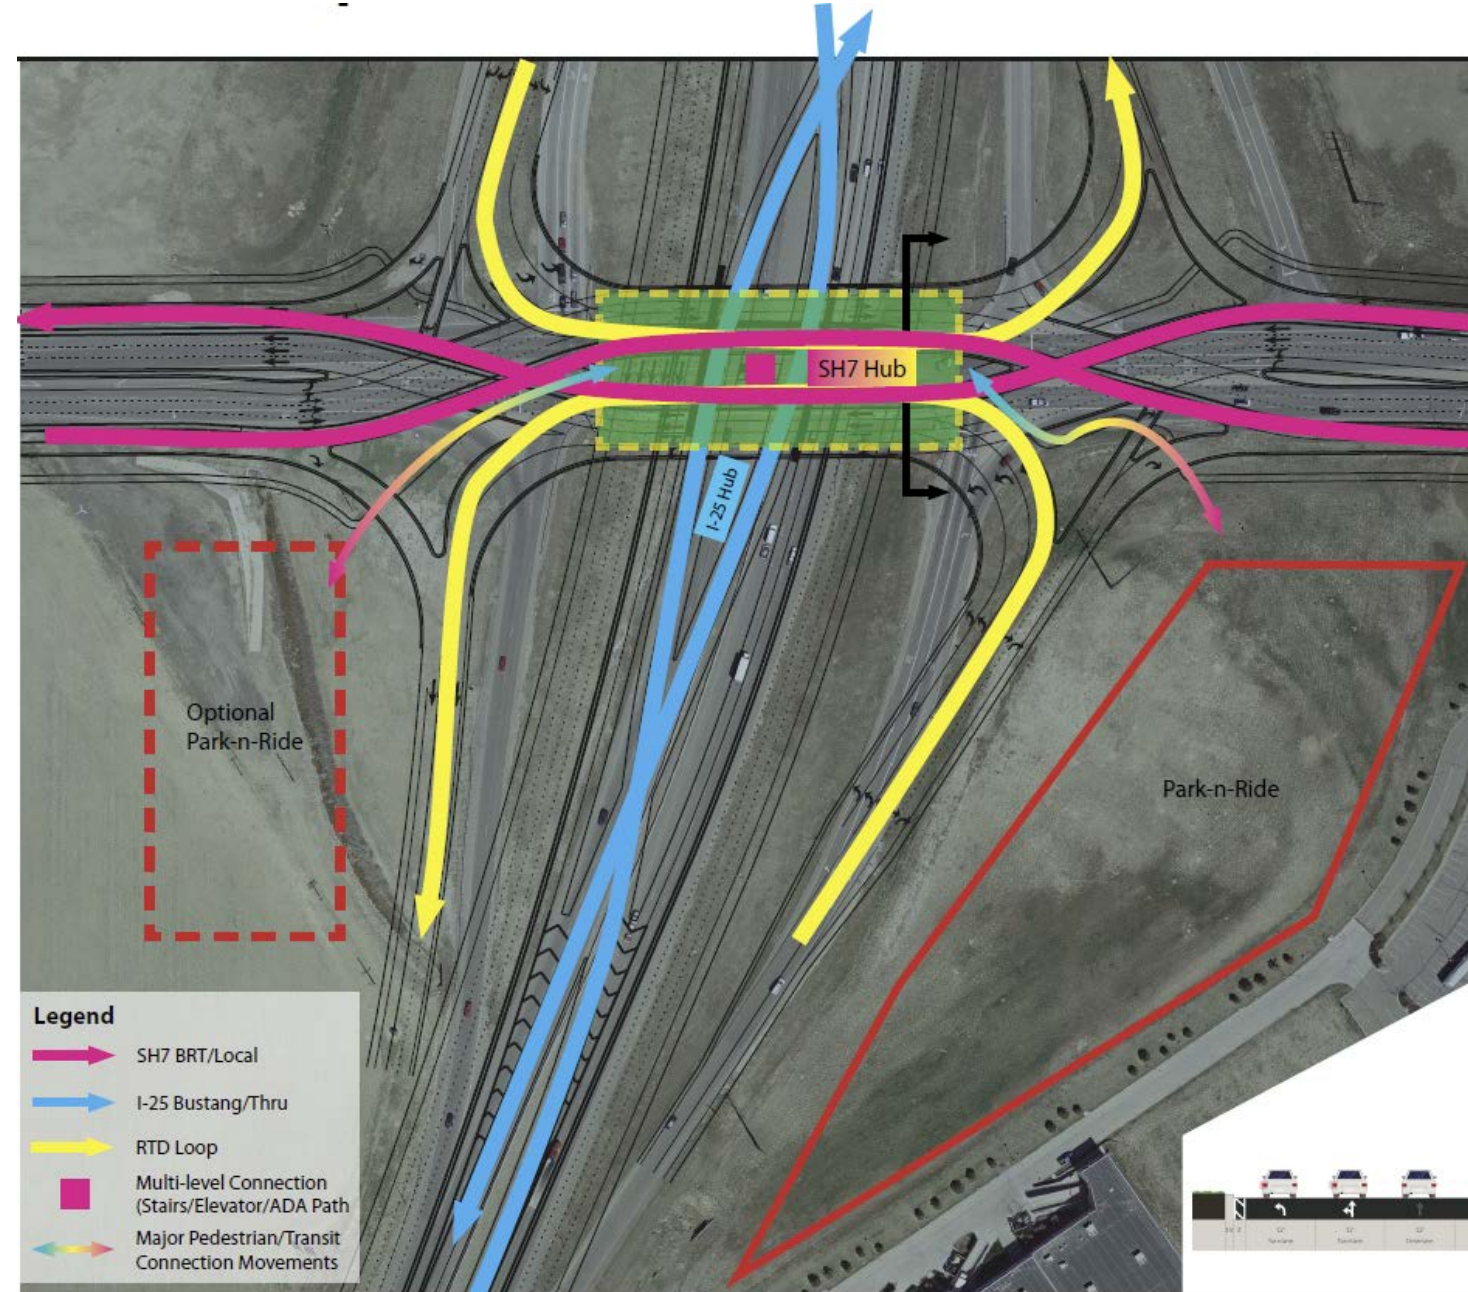 SH7 Hub
I-25 Hub
Optional
Park-n-Ride
Park-n-Ride
Legend
SH7 BRT/Local
I-25 Bustang/Thru
RTD Loop
Multi-level Connection
(Stairs/Elevator/ADA Path
Major Pedestrian/Transit
Connection Movements